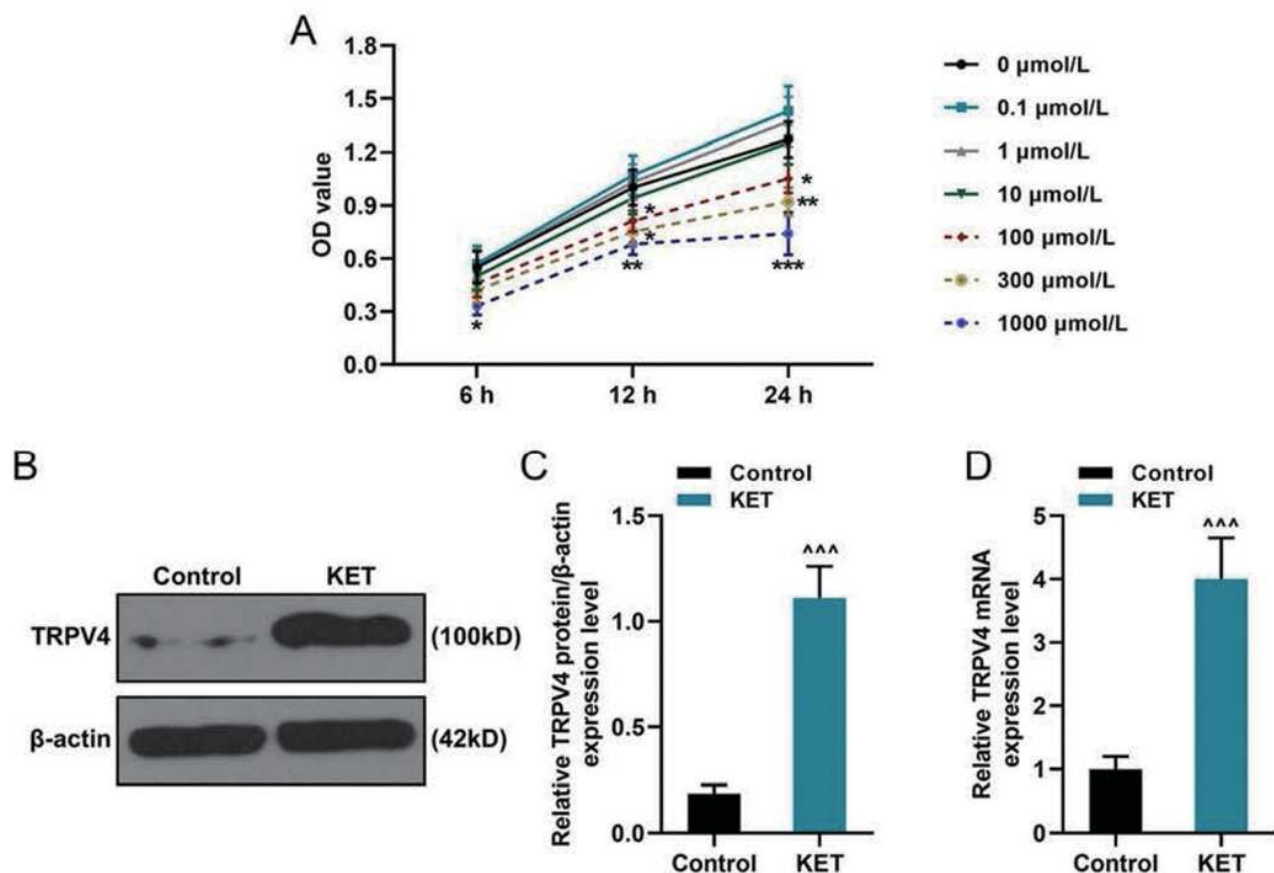 A
1.8
1.5
1.2
0.9
0.6
0.3
0.0
OD value
6 h
12 h
24 h
*
*
*
**
*
**
***
0 μmol/L
0.1 μmol/L
1 μmol/L
10 μmol/L
100 μmol/L
300 μmol/L
1000 μmol/L
B
Control KET
TRPV4 (100kD)
β-actin (42kD)
C
Control
KET
Relative TRPV4 protein/β-actin
expression level
1.5
1.0
0.5
0.0
^^^
Control KET
D
Control
KET
Relative TRPV4 mRNA
expression level
5
4
3
2
1
0
^^^
Control KET